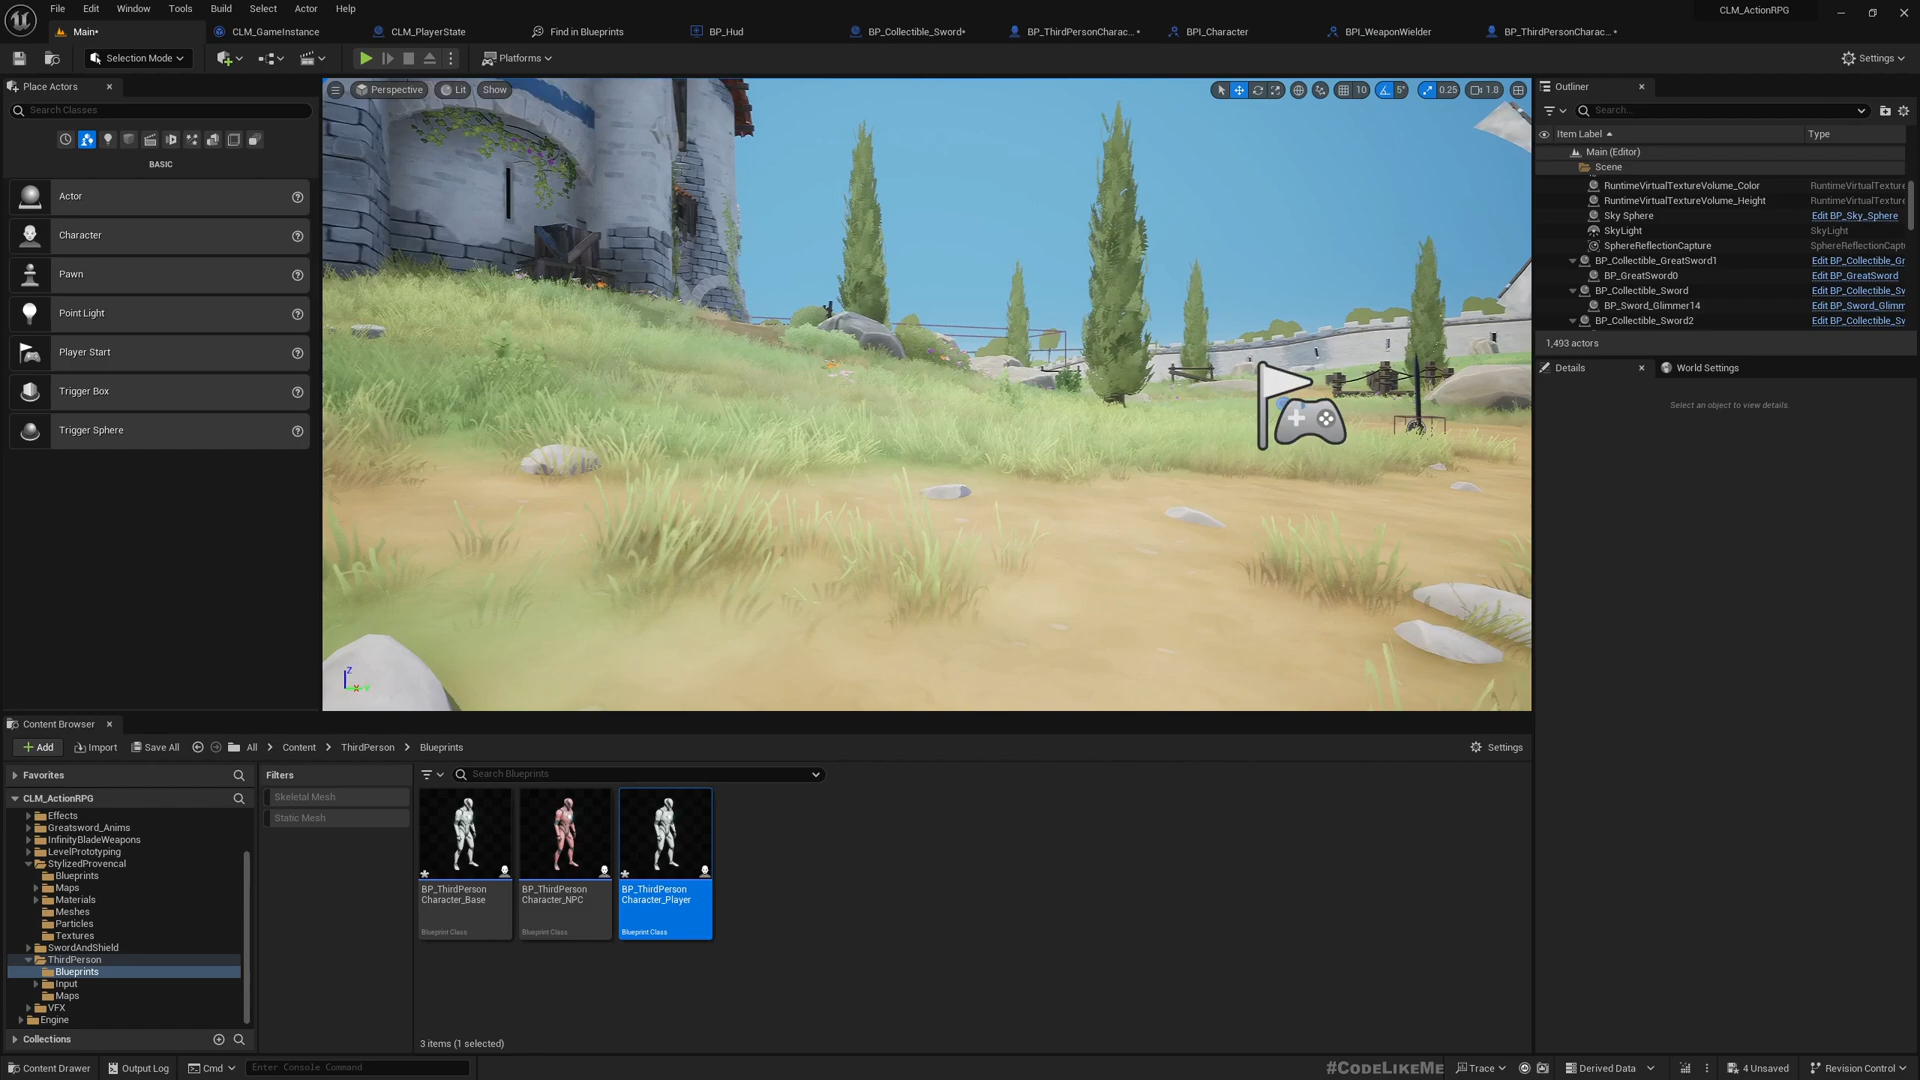 File Edit Window Tools Build Select Actor Help
CLM_ActionRPG
Main•
CLM_GameInstance
CLM_PlayerState
Find in Blueprints
BP_Hud
BP_Collectible_Sword•
BP_ThirdPersonCharac...•
BPI_Character
BPI_WeaponWielder
BP_ThirdPersonCharac...•
Selection Mode
Platforms
Settings
Place Actors
Search Classes
BASIC
Actor
Character
Pawn
Point Light
Player Start
Trigger Box
Trigger Sphere
Perspective Lit Show
10 5° 0.25 1.8
Outliner
Search...
Item Label Type
Main (Editor)
Scene
RuntimeVirtualTextureVolume_Color RuntimeVirtualTexture
RuntimeVirtualTextureVolume_Height RuntimeVirtualTexture
Sky Sphere Edit BP_Sky_Sphere
SkyLight SkyLight
SphereReflectionCapture SphereReflectionCaptu
BP_Collectible_GreatSword1 Edit BP_Collectible_Gr
BP_GreatSword0 Edit BP_GreatSword
BP_Collectible_Sword Edit BP_Collectible_Sw
BP_Sword_Glimmer14 Edit BP_Sword_Glimm
BP_Collectible_Sword2 Edit BP_Collectible_Sw
1,493 actors
Details
World Settings
Select an object to view details.
Z
Content Browser
Add Import Save All All Content ThirdPerson Blueprints Settings
Favorites
CLM_ActionRPG
Effects
Greatsword_Anims
InfinityBladeWeapons
LevelPrototyping
StylizedProvencal
Blueprints
Maps
Materials
Meshes
Particles
Textures
SwordAndShield
ThirdPerson
Blueprints
Input
Maps
VFX
Engine
Collections
Filters
Skeletal Mesh
Static Mesh
Search Blueprints
BP_ThirdPerson
Character_Base
Blueprint Class
BP_ThirdPerson
Character_NPC
Blueprint Class
BP_ThirdPerson
Character_Player
Blueprint Class
3 items (1 selected)
Content Drawer Output Log Cmd Enter Console Command
#CODELIKEME
Trace Derived Data 4 Unsaved Revision Control